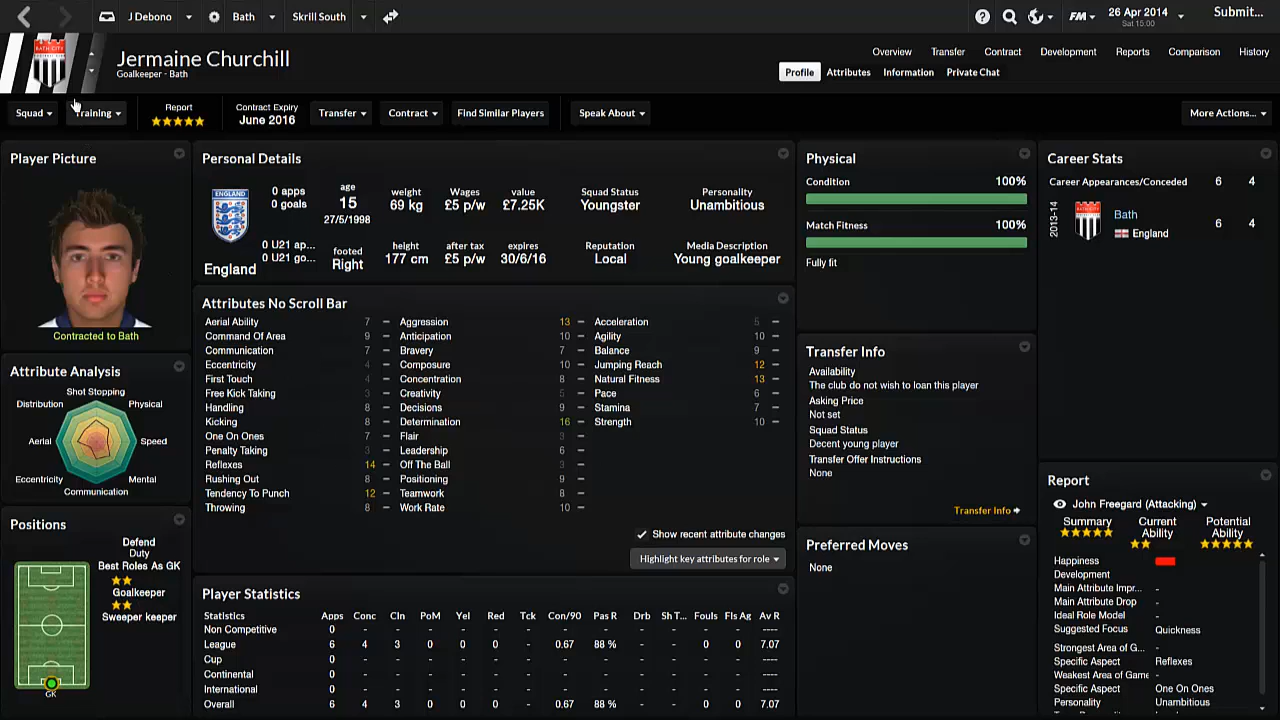 J Debono Bath Skrill South FM 26 Apr 2014 Submit...
Sat 15:00
Jermaine Churchill
Goalkeeper - Bath
Overview Transfer Contract Development Reports Comparison History
Profile Attributes Information Private Chat
Squad Training Report Contract Expiry June 2016 Transfer Contract Find Similar Players Speak About More Actions...
Player Picture
Contracted to Bath
Attribute Analysis
Shot Stopping
Distribution Physical
Aerial Speed
Eccentricity Mental
Communication
Positions
Defend
Duty
Best Roles As GK
Goalkeeper
Sweeper keeper
GK
Personal Details
ENGLAND
England
0 apps
0 goals
0 U21 ap...
0 U21 go...
age
15
27/5/1998
footed
Right
weight
69 kg
height
177 cm
Wages
£5 p/w
after tax
£5 p/w
value
£7.25K
expires
30/6/16
Squad Status
Youngster
Reputation
Local
Personality
Unambitious
Media Description
Young goalkeeper
Attributes No Scroll Bar
Aerial Ability 7 - Aggression 13 - Acceleration 5 -
Command Of Area 9 - Anticipation 10 - Agility 10 -
Communication 7 - Bravery 7 - Balance 9 -
Eccentricity 4 - Composure 10 - Jumping Reach 12 -
First Touch 4 - Concentration 8 - Natural Fitness 13 -
Free Kick Taking 3 - Creativity 5 - Pace 6 -
Handling 8 - Decisions 9 - Stamina 7 -
Kicking 8 - Determination 16 - Strength 10 -
One On Ones 7 - Flair 3 -
Penalty Taking 3 - Leadership 6 -
Reflexes 14 - Off The Ball 3 -
Rushing Out 8 - Positioning 9 -
Tendency To Punch 12 - Teamwork 8 -
Throwing 8 - Work Rate 10 -
Show recent attribute changes
Highlight key attributes for role
Player Statistics
Statistics Apps Conc Cln PoM Yel Red Tck Con/90 Pas R Drb Sh T... Fouls Fls Ag Av R
Non Competitive 0 - - - - - - - - - - - - ----
League 6 4 3 0 0 0 - 0.67 88 % - - 0 0 7.07
Cup 0 - - - - - - - - - - - - ----
Continental 0 - - - - - - - - - - - - ----
International 0 - - - - - - - - - - - - ----
Overall 6 4 3 0 0 0 - 0.67 88 % - - 0 0 7.07
Physical
Condition 100%
Match Fitness 100%
Fully fit
Transfer Info
Availability
The club do not wish to loan this player
Asking Price
Not set
Squad Status
Decent young player
Transfer Offer Instructions
None
Transfer Info
Preferred Moves
None
Career Stats
Career Appearances/Conceded 6 4
2013-14 Bath England 6 4
Report
John Freegard (Attacking)
Summary
Current Ability
Potential Ability
Happiness
Development
Main Attribute Impr... -
Main Attribute Drop -
Ideal Role Model -
Suggested Focus Quickness
Strongest Area of G...
Specific Aspect Reflexes
Weakest Area of Game
Specific Aspect One On Ones
Personality Unambitious